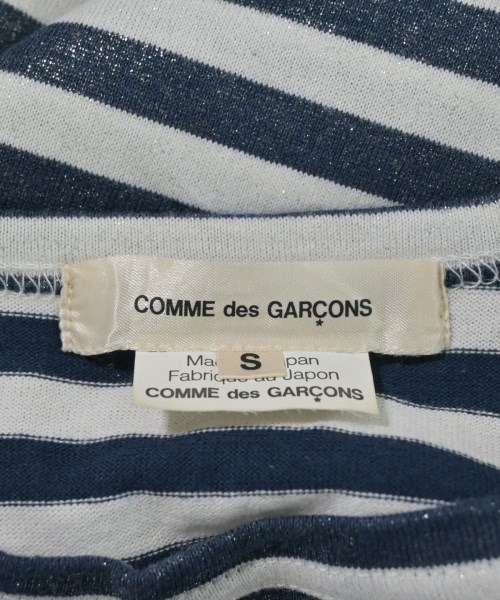 COMME des GARÇONS
S
Fabrique au Japon
COMME des GARÇONS